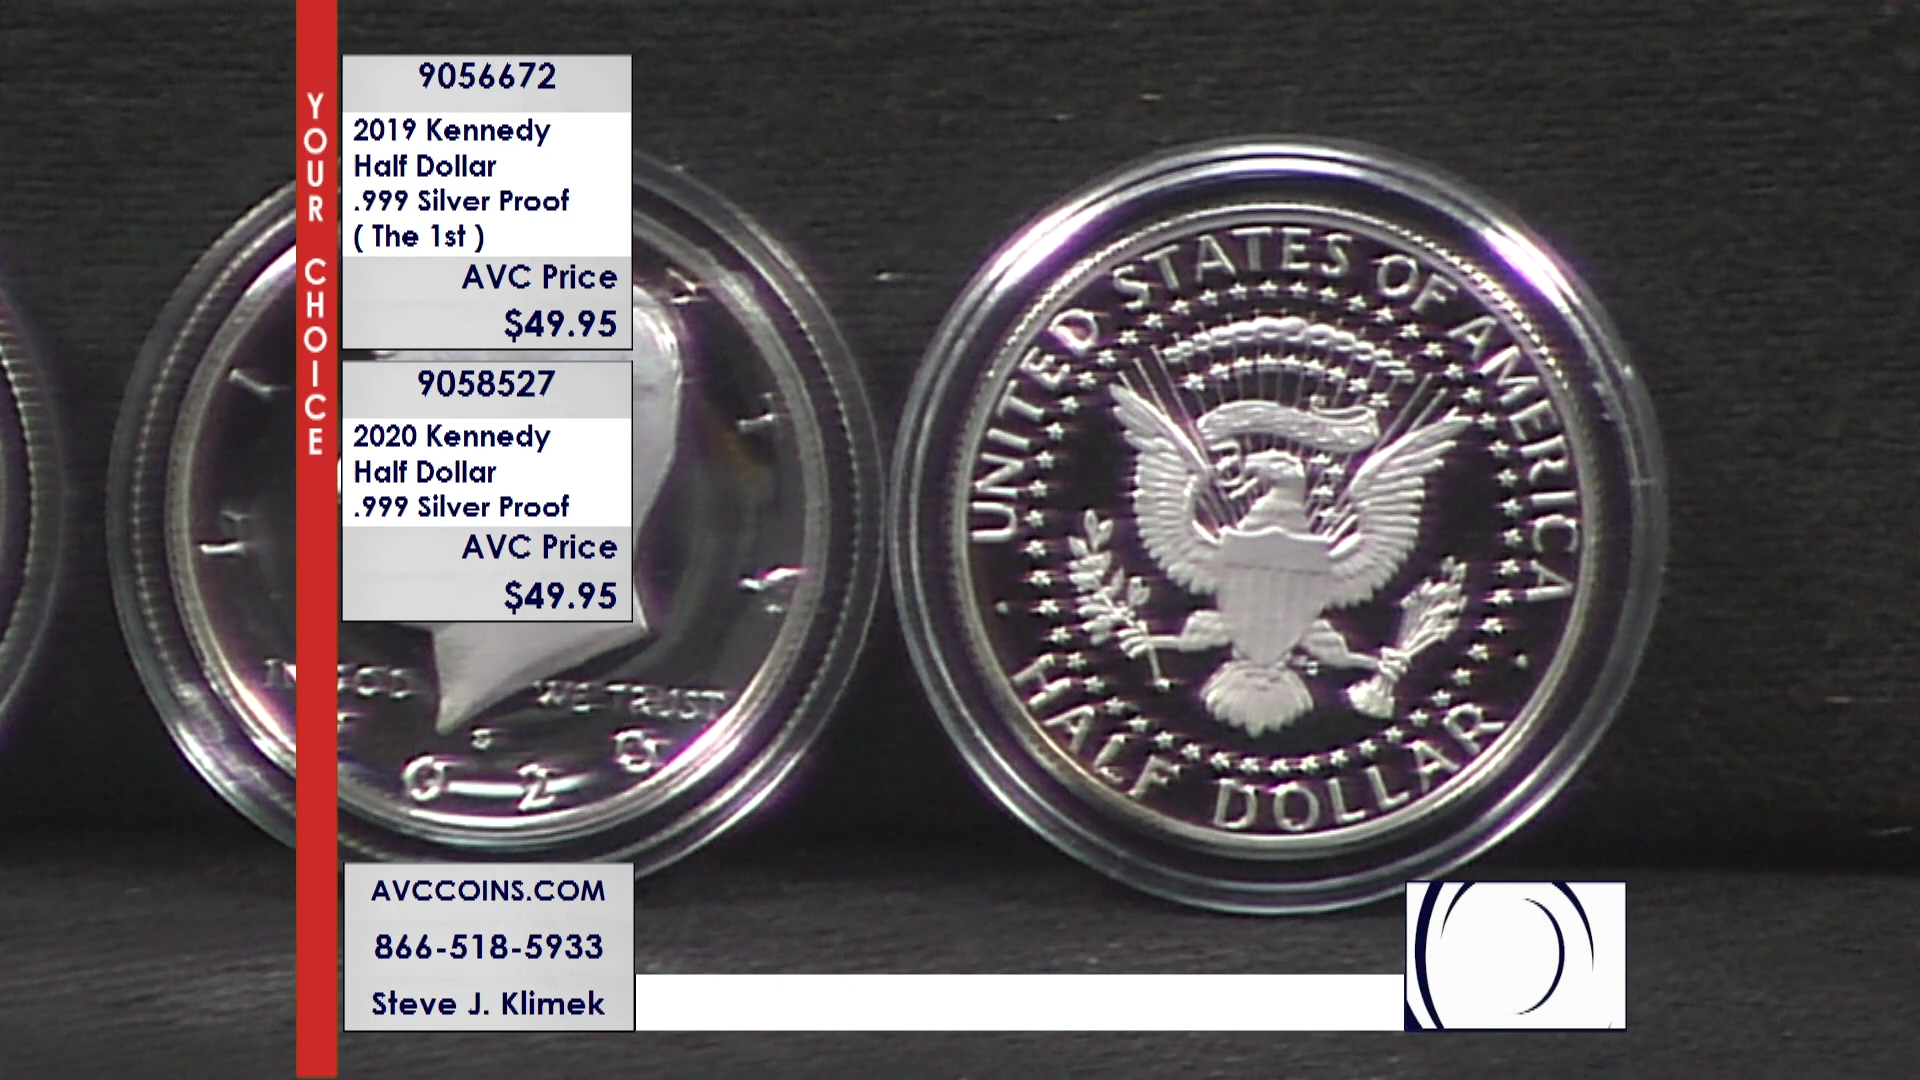 YOUR CHOICE
9056672
2019 Kennedy
Half Dollar
.999 Silver Proof
( The 1st )
AVC Price
$49.95
9058527
2020 Kennedy
Half Dollar
.999 Silver Proof
AVC Price
$49.95
WE TRUST
UNITED STATES OF AMERICA
HALF DOLLAR
AVCCOINS.COM
866-518-5933
Steve J. Klimek